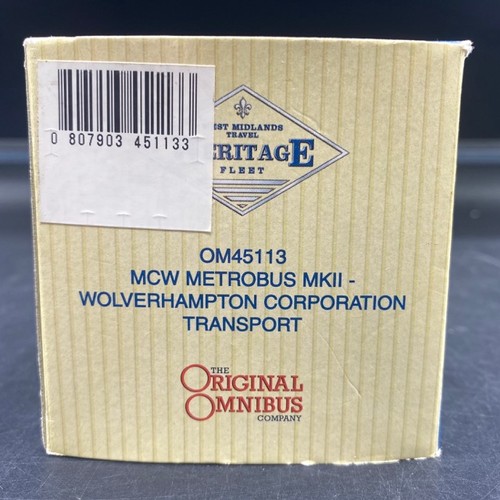 0 807903 451133
EST MIDLANDS
TRAVEL
ERITAGE
FLEET
OM45113
MCW METROBUS MKII -
WOLVERHAMPTON CORPORATION
TRANSPORT
THE
ORIGINAL
OMNIBUS
COMPANY